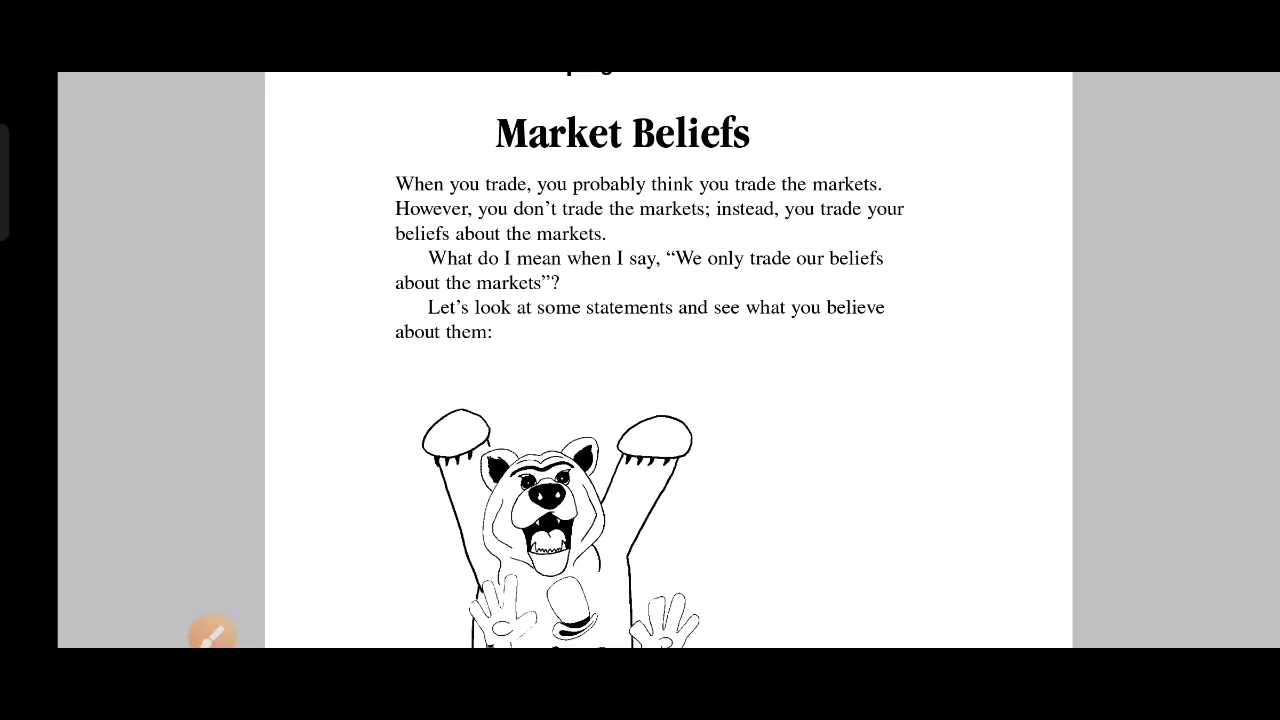 Market Beliefs
When you trade, you probably think you trade the markets.
However, you don’t trade the markets; instead, you trade your
beliefs about the markets.
What do I mean when I say, “We only trade our beliefs
about the markets”?
Let’s look at some statements and see what you believe
about them: